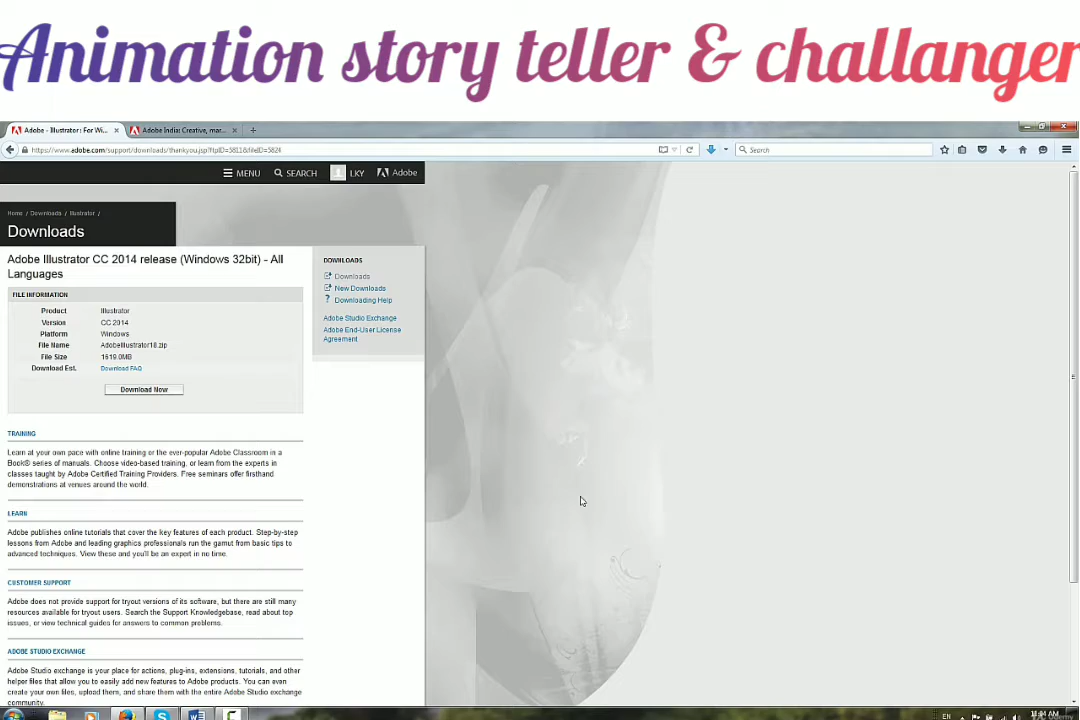 Animation story teller & challanger
Adobe - Illustrator : For Wi...
Adobe India: Creative, mar...
https://www.adobe.com/support/downloads/thankyou.jsp?ftpID=5811&fileID=5824
Search
MENU
SEARCH
LKY
Adobe
Home / Downloads / Illustrator /
Downloads
Adobe Illustrator CC 2014 release (Windows 32bit) - All
Languages
FILE INFORMATION
Product Illustrator
Version CC 2014
Platform Windows
File Name AdobeIllustrator18.zip
File Size 1619.0MB
Download Est. Download FAQ
Download Now
DOWNLOADS
Downloads
New Downloads
? Downloading Help
Adobe Studio Exchange
Adobe End-User License
Agreement
TRAINING
Learn at your own pace with online training or the ever-popular Adobe Classroom in a
Book® series of manuals. Choose video-based training, or learn from the experts in
classes taught by Adobe Certified Training Providers. Free seminars offer firsthand
demonstrations at venues around the world.
LEARN
Adobe publishes online tutorials that cover the key features of each product. Step-by-step
lessons from Adobe and leading graphics professionals run the gamut from basic tips to
advanced techniques. View these and you'll be an expert in no time.
CUSTOMER SUPPORT
Adobe does not provide support for tryout versions of its software, but there are still many
resources available for tryout users. Search the Support Knowledgebase, read about top
issues, or view technical guides for answers to common problems.
ADOBE STUDIO EXCHANGE
Adobe Studio exchange is your place for actions, plug-ins, extensions, tutorials, and other
helper files that allow you to easily add new features to Adobe products. You can even
create your own files, upload them, and share them with the entire Adobe Studio exchange
community.
EN